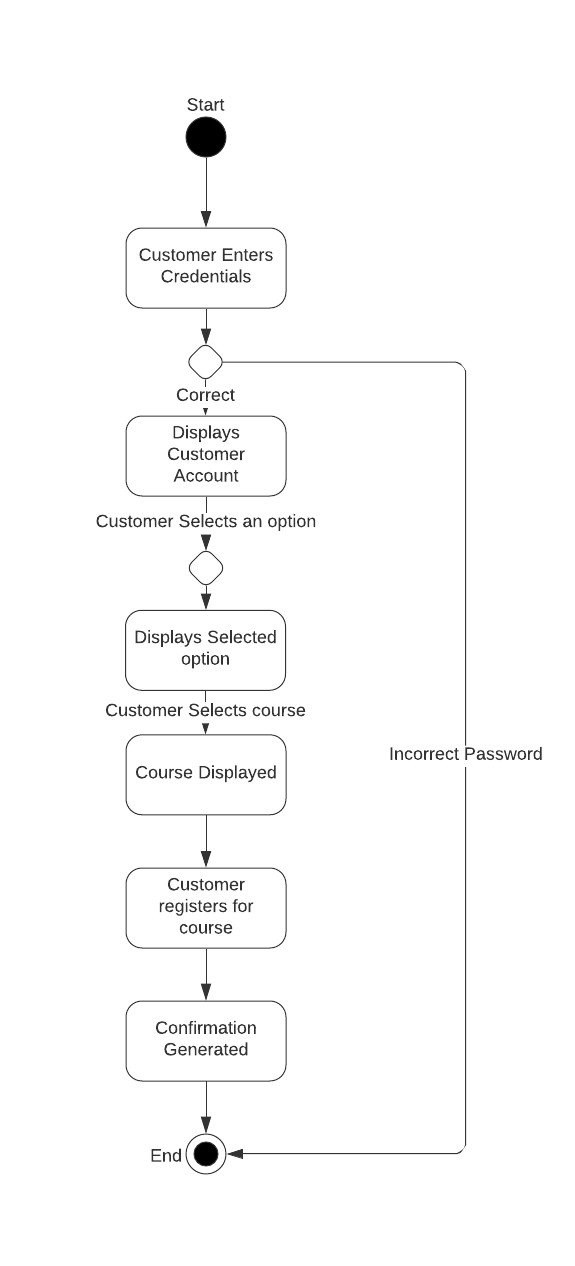 Start
Customer Enters
Credentials
Correct
Displays
Customer
Account
Customer Selects an option
Displays Selected
option
Customer Selects course
Incorrect Password
Course Displayed
Customer
registers for
course
Confirmation
Generated
End